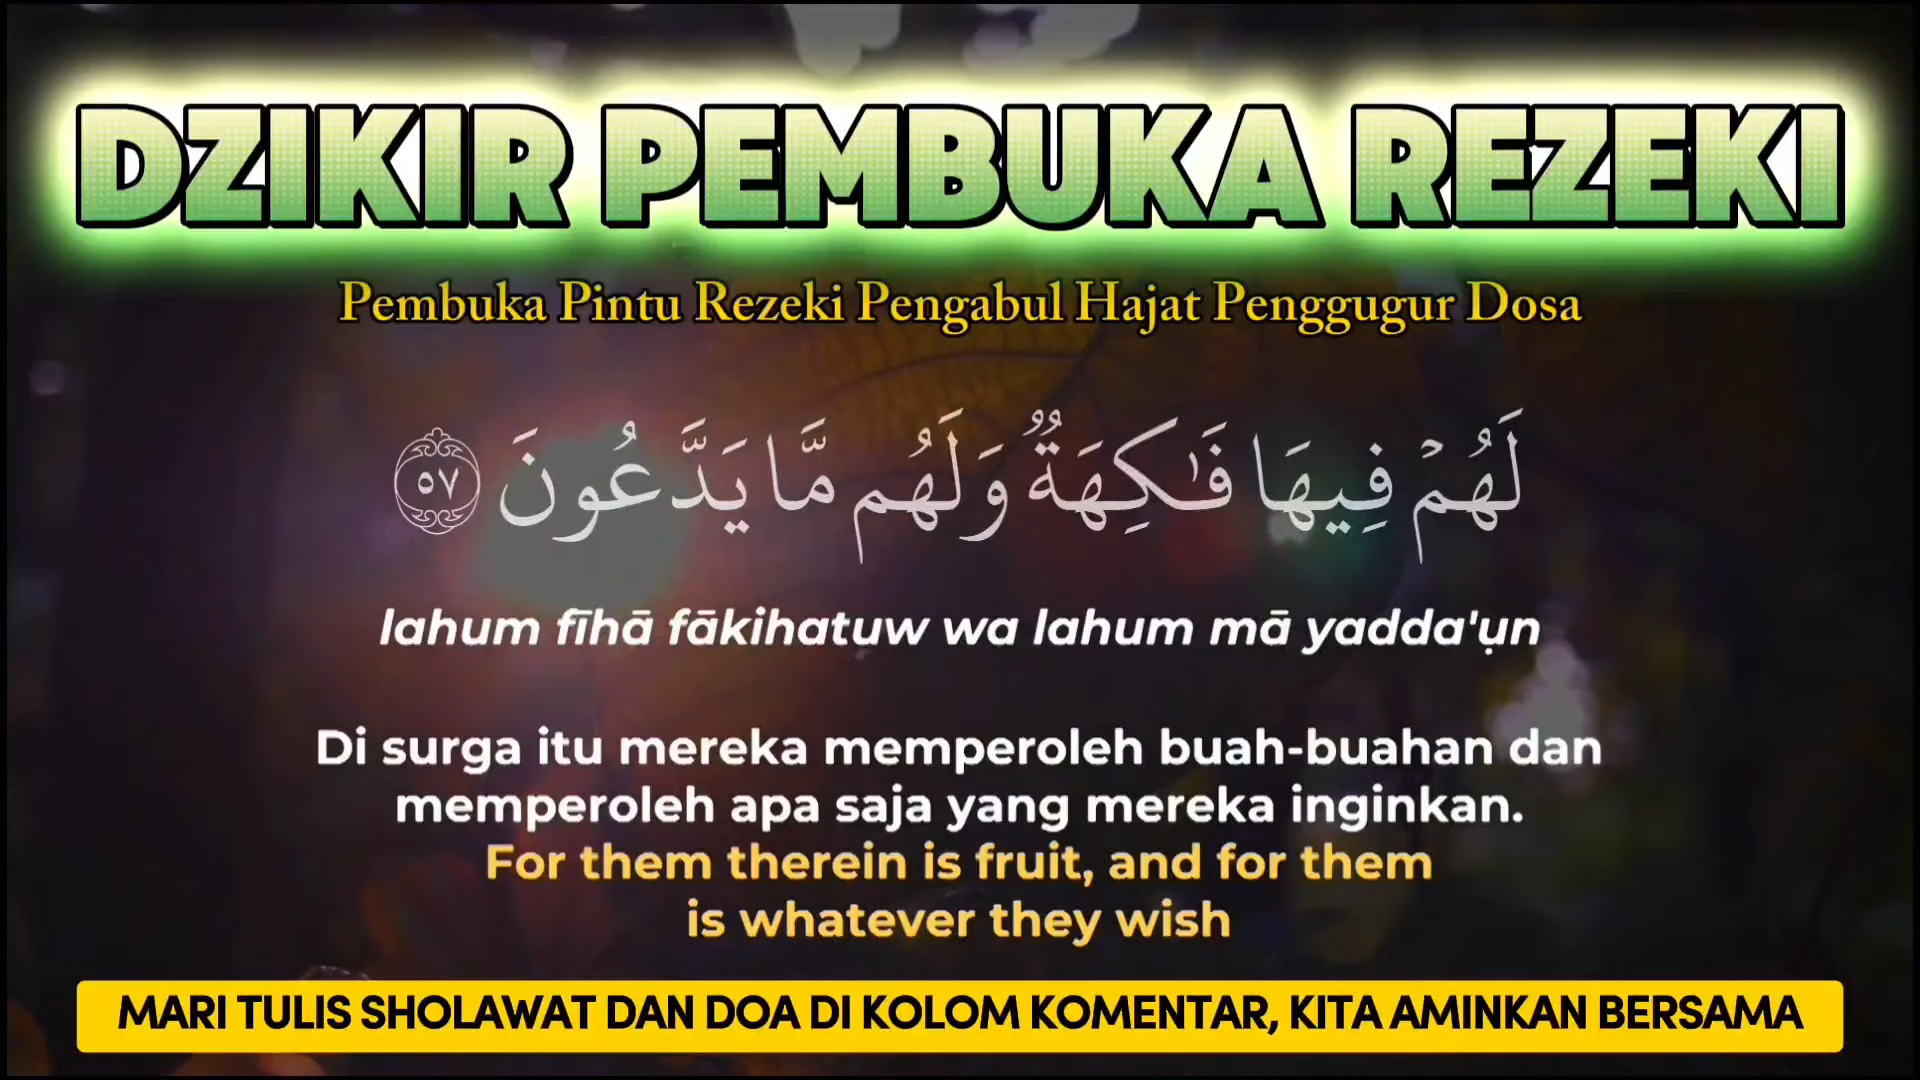 DZIKIR PEMBUKA REZEKI
Pembuka Pintu Rezeki Pengabul Hajat Penggugur Dosa
لَهُمْ فِيهَا فَـٰكِهَةٌ وَلَهُم مَّا يَدَّعُونَ ٥٧
lahum fīhā fākihatuw wa lahum mā yadda'ụn
Di surga itu mereka memperoleh buah-buahan dan
memperoleh apa saja yang mereka inginkan.
For them therein is fruit, and for them
is whatever they wish
MARI TULIS SHOLAWAT DAN DOA DI KOLOM KOMENTAR, KITA AMINKAN BERSAMA